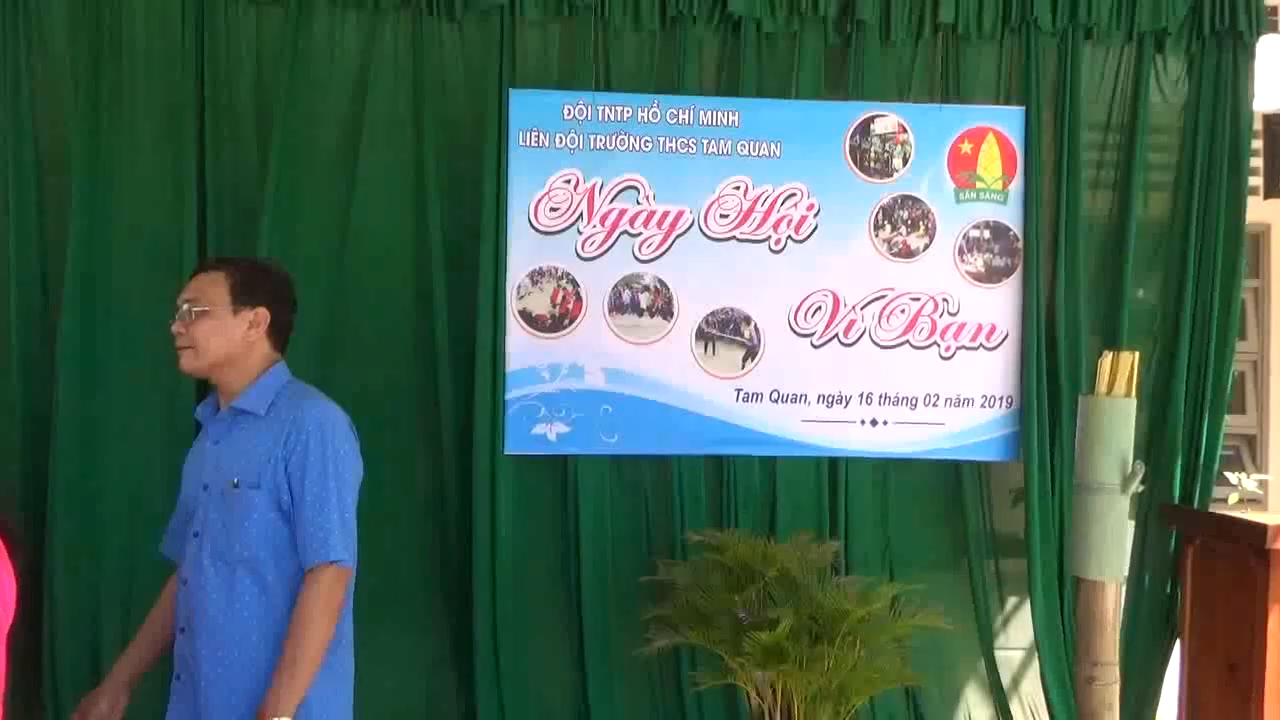 ĐỘI TNTP HỒ CHÍ MINH
LIÊN ĐỘI TRƯỜNG THCS TAM QUAN
SẴN SÀNG
Ngày Hội
Vì Bạn
Tam Quan, ngày 16 tháng 02 năm 2019